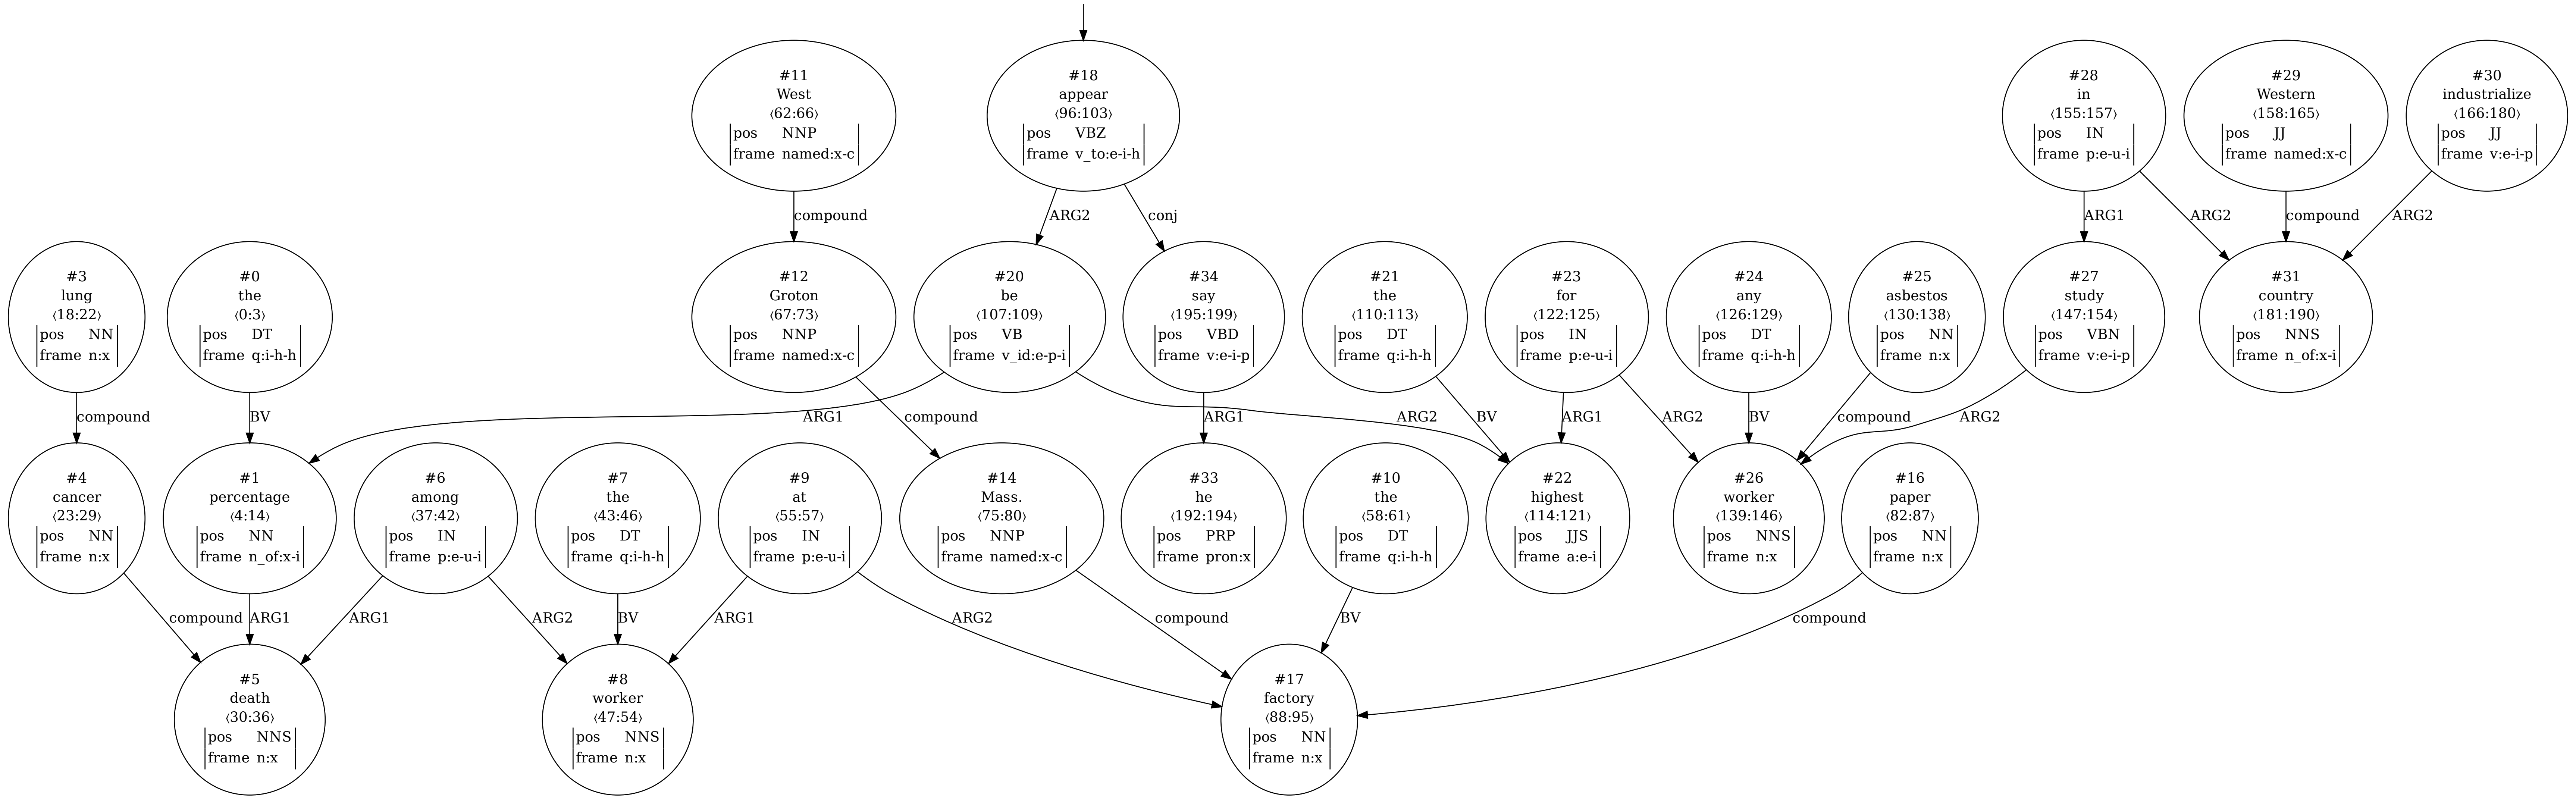 #11
West
⟨62:66⟩
pos NNP
frame named:x-c
#18
appear
⟨96:103⟩
pos VBZ
frame v_to:e-i-h
#28
in
⟨155:157⟩
pos IN
frame p:e-u-i
#29
Western
⟨158:165⟩
pos JJ
frame named:x-c
#30
industrialize
⟨166:180⟩
pos JJ
frame v:e-i-p
compound
ARG2
conj
ARG1
ARG2
compound
ARG2
#3
lung
⟨18:22⟩
pos NN
frame n:x
#0
the
⟨0:3⟩
pos DT
frame q:i-h-h
#12
Groton
⟨67:73⟩
pos NNP
frame named:x-c
#20
be
⟨107:109⟩
pos VB
frame v_id:e-p-i
#34
say
⟨195:199⟩
pos VBD
frame v:e-i-p
#21
the
⟨110:113⟩
pos DT
frame q:i-h-h
#23
for
⟨122:125⟩
pos IN
frame p:e-u-i
#24
any
⟨126:129⟩
pos DT
frame q:i-h-h
#25
asbestos
⟨130:138⟩
pos NN
frame n:x
#27
study
⟨147:154⟩
pos VBN
frame v:e-i-p
#31
country
⟨181:190⟩
pos NNS
frame n_of:x-i
compound
BV
ARG1
compound
ARG1
ARG2
BV
ARG1
ARG2
BV
compound
ARG2
#4
cancer
⟨23:29⟩
pos NN
frame n:x
#1
percentage
⟨4:14⟩
pos NN
frame n_of:x-i
#6
among
⟨37:42⟩
pos IN
frame p:e-u-i
#7
the
⟨43:46⟩
pos DT
frame q:i-h-h
#9
at
⟨55:57⟩
pos IN
frame p:e-u-i
#14
Mass.
⟨75:80⟩
pos NNP
frame named:x-c
#33
he
⟨192:194⟩
pos PRP
frame pron:x
#10
the
⟨58:61⟩
pos DT
frame q:i-h-h
#22
highest
⟨114:121⟩
pos JJS
frame a:e-i
#26
worker
⟨139:146⟩
pos NNS
frame n:x
#16
paper
⟨82:87⟩
pos NN
frame n:x
compound
ARG1
ARG1
ARG2
BV
ARG1
ARG2
compound
BV
compound
#5
death
⟨30:36⟩
pos NNS
frame n:x
#8
worker
⟨47:54⟩
pos NNS
frame n:x
#17
factory
⟨88:95⟩
pos NN
frame n:x